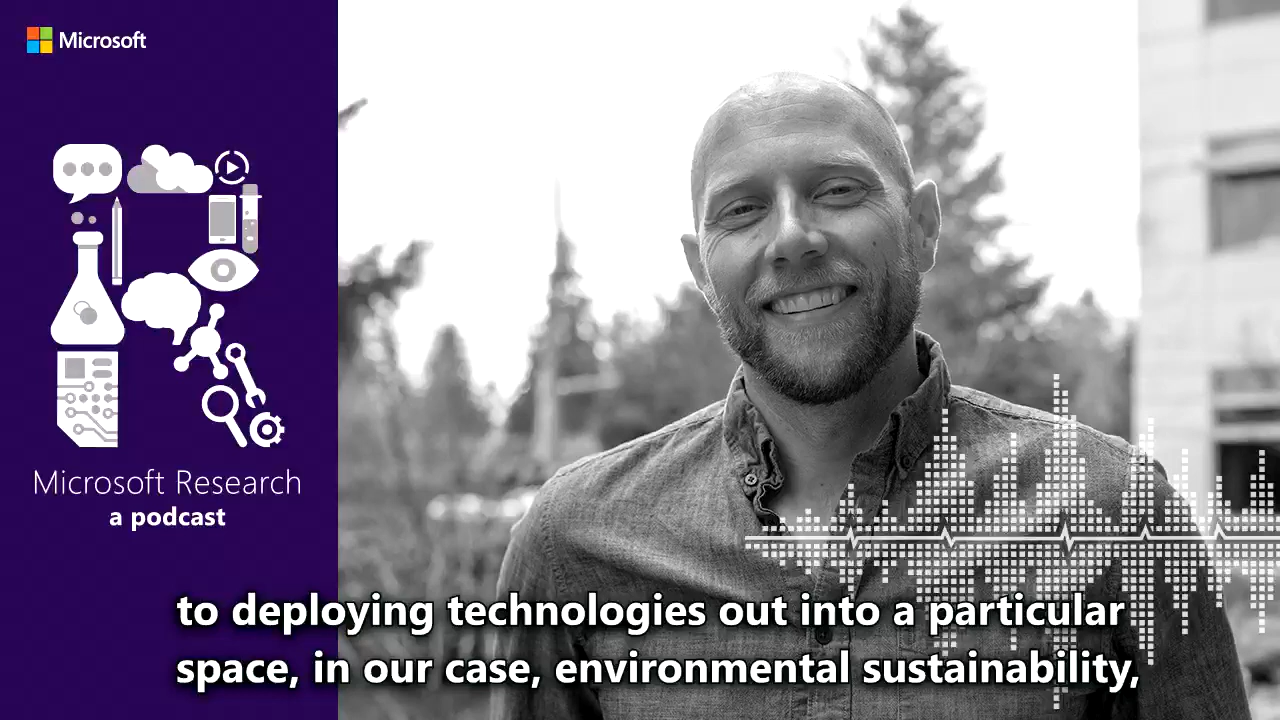 Microsoft
Microsoft Research
a podcast
to deploying technologies out into a particular
space, in our case, environmental sustainability,